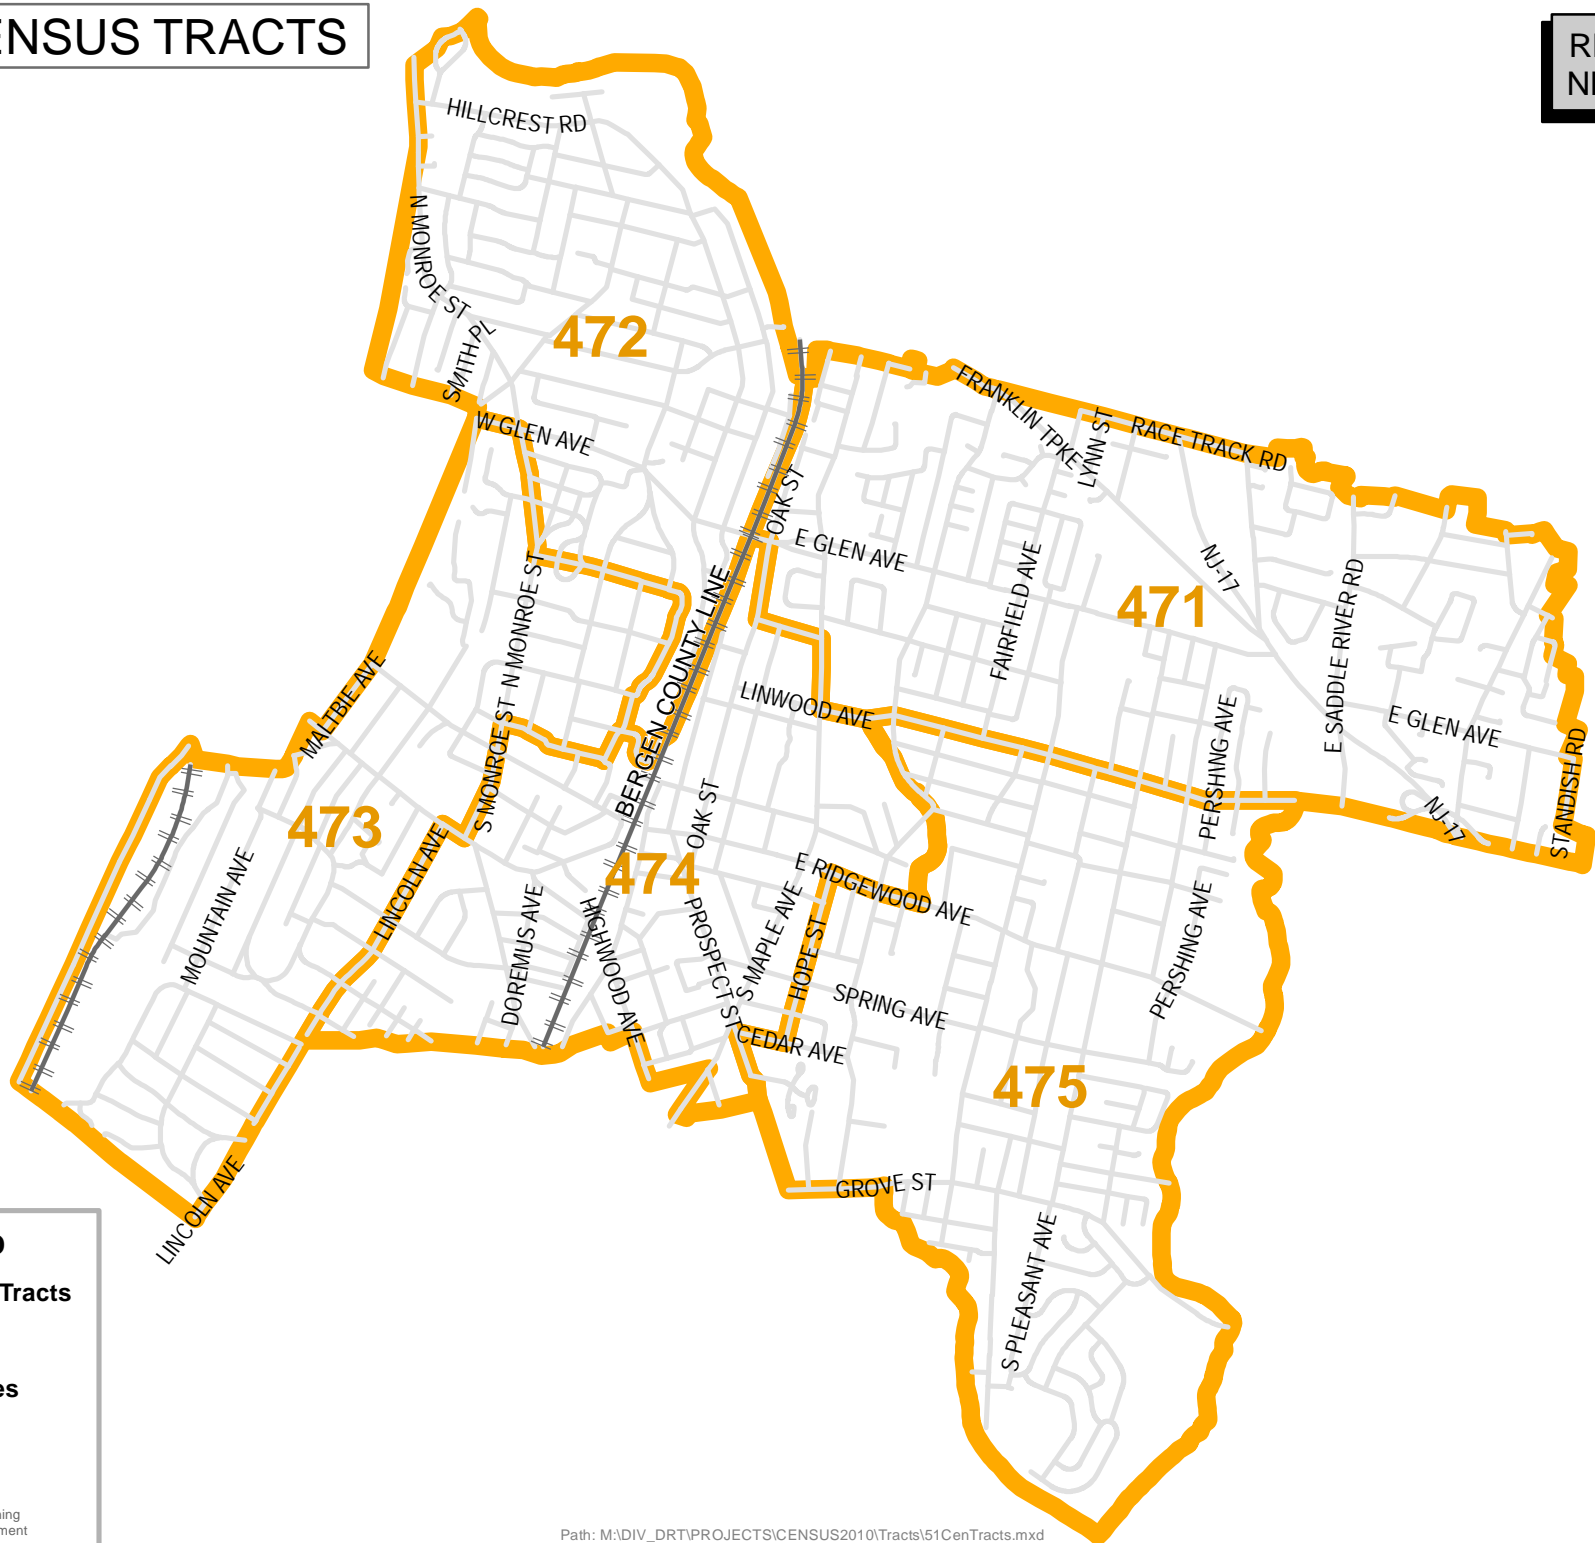 ENSUS TRACTS
HILLCREST RD
N MONROE ST
SMITH PL
472
W GLEN AVE
FRANKLIN TPKE
LYNN ST
RACE TRACK RD
OAK ST
E GLEN AVE
NJ-17
471
FAIRFIELD AVE
E SADDLE RIVER RD
N MONROE ST
BERGEN COUNTY LINE
MALTBIE AVE
LINWOOD AVE
PERSHING AVE
E GLEN AVE
STANDISH RD
S MONROE ST
473
OAK ST
NJ-17
LINCOLN AVE
474
E RIDGEWOOD AVE
MOUNTAIN AVE
DOREMUS AVE
HIGHWOOD AVE
PROSPECT ST
S MAPLE AVE
HOPE ST
PERSHING AVE
SPRING AVE
CEDAR AVE
475
GROVE ST
LINCOLN AVE
S PLEASANT AVE
Tracts
es
ning
ment
Path: M:\DIV_DRT\PROJECTS\CENSUS2010\Tracts\51CenTracts.mxd